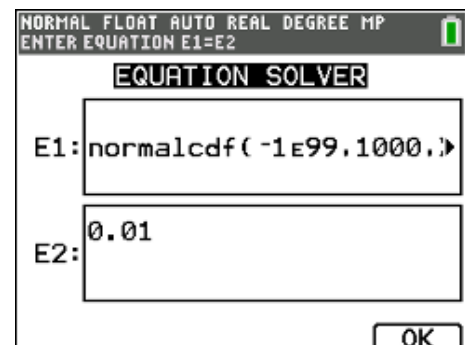 NORMAL FLOAT AUTO REAL DEGREE MP
ENTER EQUATION E1=E2
EQUATION SOLVER
E1: normalcdf(-1ᴇ99,1000,
E2: 0.01
OK